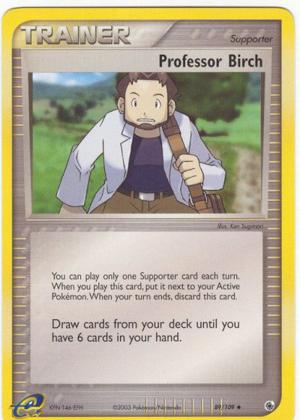 TRAINER
Supporter
Professor Birch
Illus. Ken Sugimori
You can play only one Supporter card each turn.
When you play this card, put it next to your Active
Pokémon. When your turn ends, discard this card.
Draw cards from your deck until you
have 6 cards in your hand.
©2003 Pokémon/Nintendo
89/109